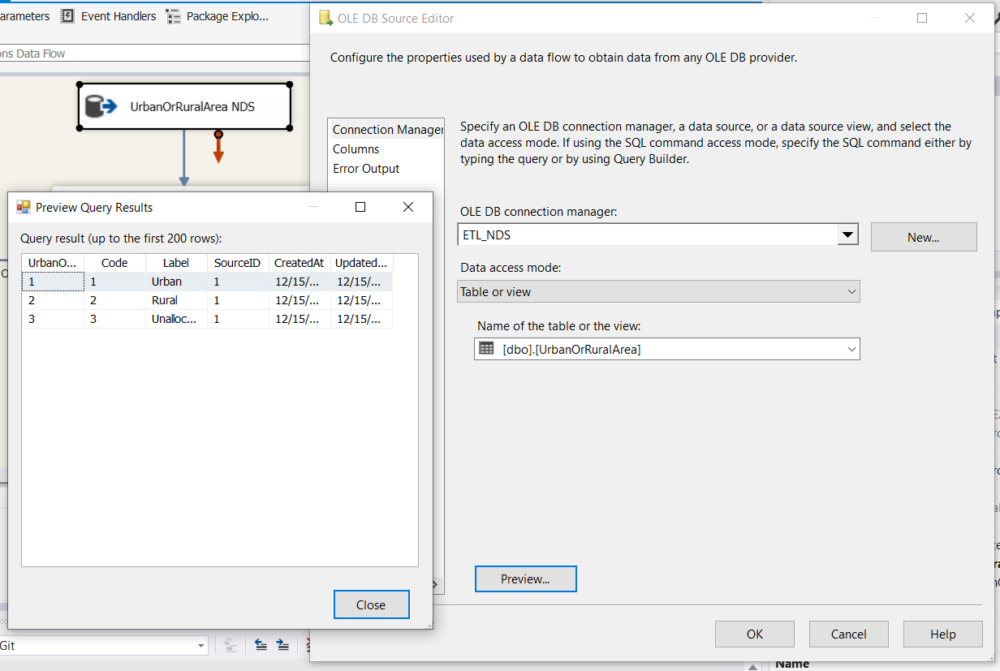 arameters Event Handlers Package Explo...
ons Data Flow
UrbanOrRuralArea NDS
OLE DB Source Editor
Configure the properties used by a data flow to obtain data from any OLE DB provider.
Connection Manager
Columns
Error Output
Specify an OLE DB connection manager, a data source, or a data source view, and select the
data access mode. If using the SQL command access mode, specify the SQL command either by
typing the query or by using Query Builder.
OLE DB connection manager:
ETL_NDS
New...
Data access mode:
Table or view
Name of the table or the view:
[dbo].[UrbanOrRuralArea]
Preview...
OK Cancel Help
Preview Query Results
Query result (up to the first 200 rows):
UrbanO... Code Label SourceID CreatedAt Updated...
1 1 Urban 1 12/15/... 12/15/...
2 2 Rural 1 12/15/... 12/15/...
3 3 Unalloc... 1 12/15/... 12/15/...
Close
Git
Name